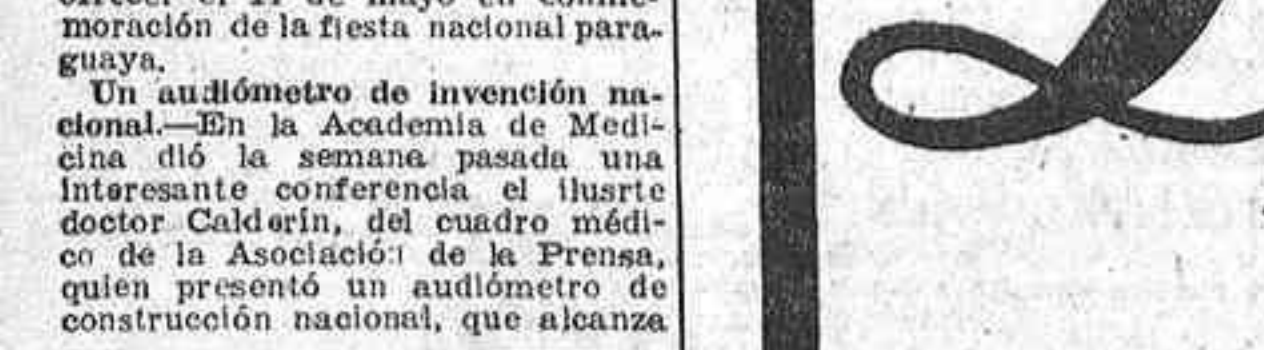 moración de la fiesta nacional para-
guaya.
Un audiómetro de invención na-
cional.—En la Academia de Medi-
cina dió la semana pasada una
interesante conferencia el ilusrte
doctor Calderín, del cuadro médi-
co de la Asociación de la Prensa,
quien presentó un audiómetro de
construcción nacional, que alcanza